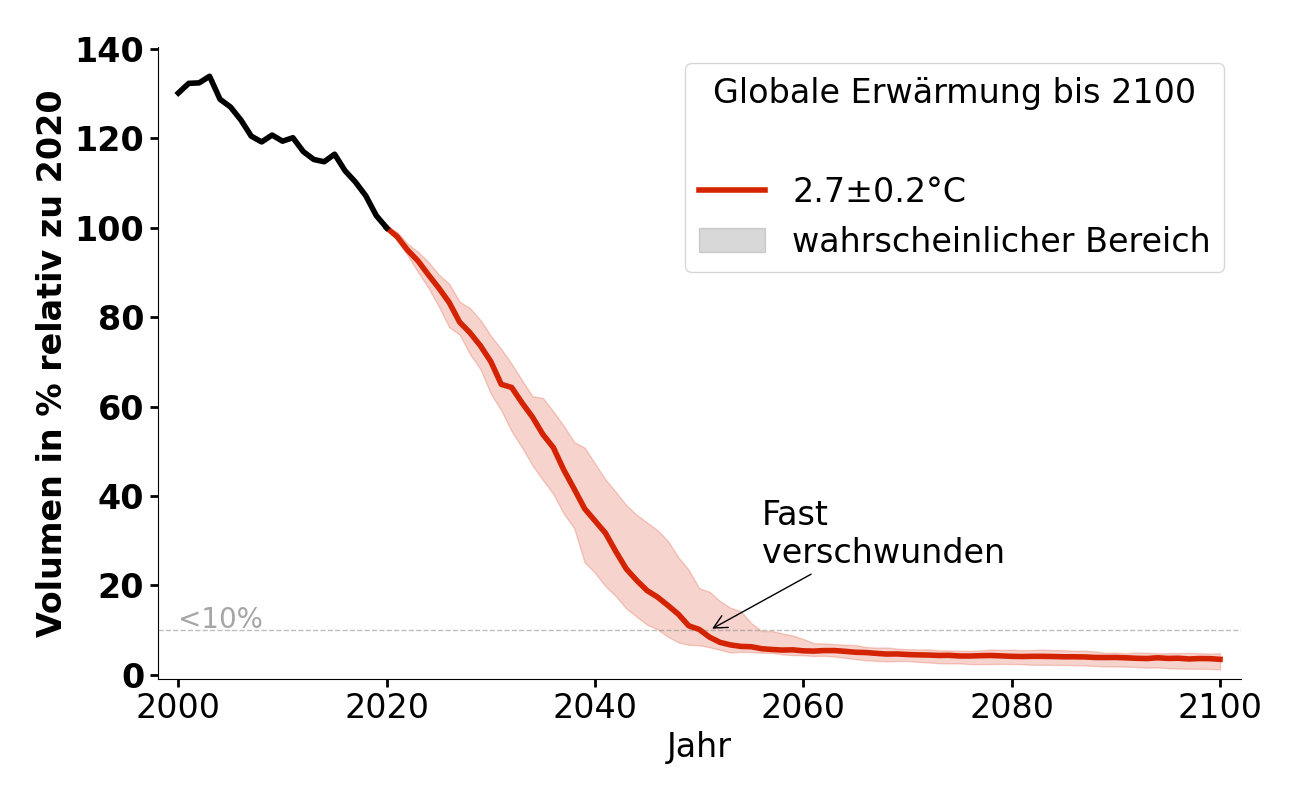 Volumen in % relativ zu 2020
140
120
100
80
60
40
20
0
Globale Erwärmung bis 2100
2.7±0.2°C
wahrscheinlicher Bereich
Fast
verschwunden
<10%
2000
2020
2040
2060
2080
2100
Jahr